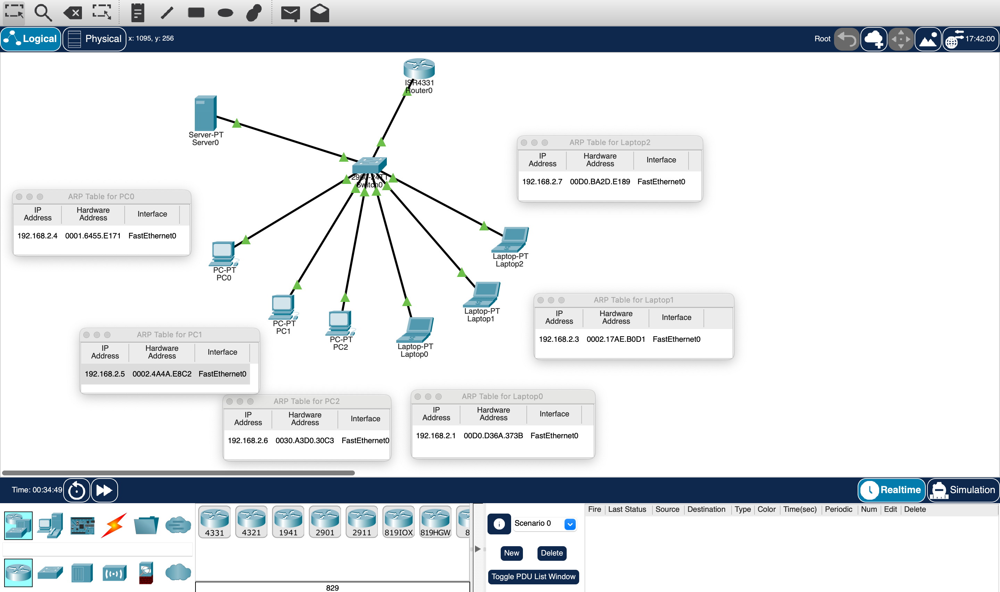 Logical
Physical
x: 1095, y: 256
Root
17:42:00
ISR4331
Router0
Server-PT
Server0
2960-24TT
Switch0
ARP Table for Laptop2
IP Address
Hardware Address
Interface
192.168.2.7 00D0.BA2D.E189 FastEthernet0
ARP Table for PC0
IP Address
Hardware Address
Interface
192.168.2.4 0001.6455.E171 FastEthernet0
Laptop-PT
Laptop2
PC-PT
PC0
ARP Table for Laptop1
IP Address
Hardware Address
Interface
192.168.2.3 0002.17AE.B0D1 FastEthernet0
Laptop-PT
Laptop1
PC-PT
PC1
PC-PT
PC2
Laptop-PT
Laptop0
ARP Table for PC1
IP Address
Hardware Address
Interface
192.168.2.5 0002.4A4A.E8C2 FastEthernet0
ARP Table for PC2
IP Address
Hardware Address
Interface
192.168.2.6 0030.A3D0.30C3 FastEthernet0
ARP Table for Laptop0
IP Address
Hardware Address
Interface
192.168.2.1 00D0.D36A.373B FastEthernet0
Time: 00:34:49
Realtime
Simulation
4331 4321 1941 2901 2911 819IOX 819HGW 8
829
Scenario 0
New
Delete
Toggle PDU List Window
Fire Last Status Source Destination Type Color Time(sec) Periodic Num Edit Delete